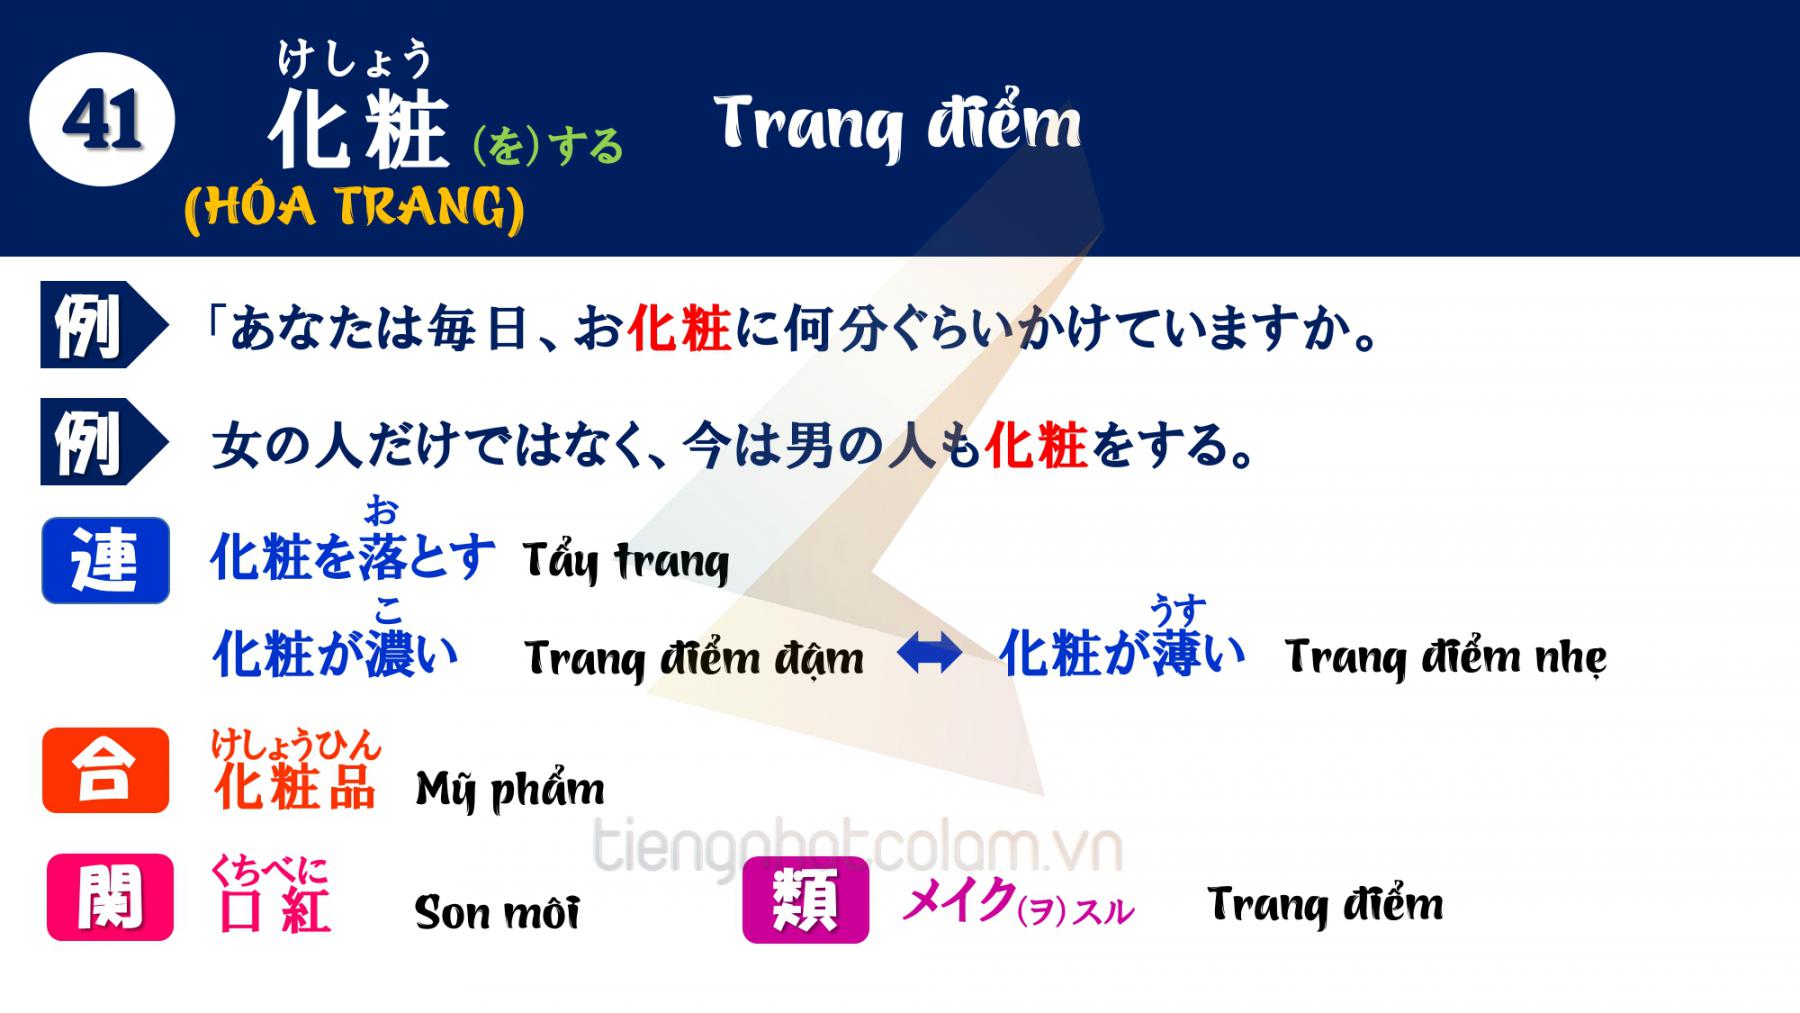 41
けしょう
化粧(を)する Trang điểm
(HÓA TRANG)
例 「あなたは毎日、お化粧に何分ぐらいかけていますか。
例 女の人だけではなく、今は男の人も化粧をする。
お
連 化粧を落とす Tẩy trang
こ うす
化粧が濃い Trang điểm đậm ⬌ 化粧が薄い Trang điểm nhẹ
けしょうひん
合 化粧品 Mỹ phẩm
tiengnhatcolam.vn
くちべに
関 口紅 Son môi 類 メイク(ヲ)スル Trang điểm